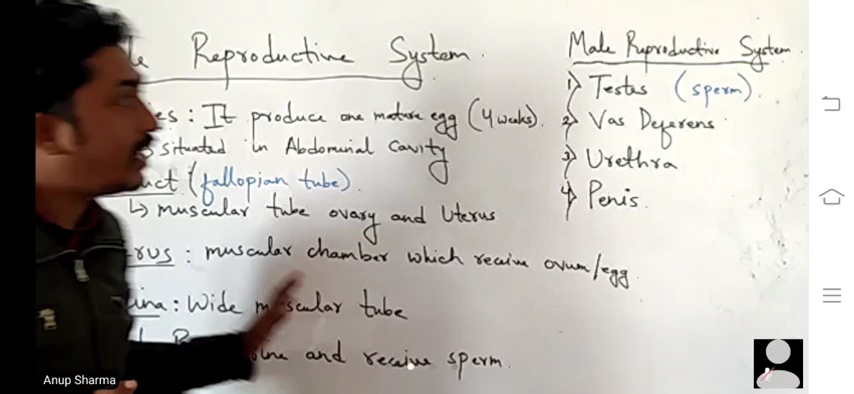 Reproductive System
Male Reproductive System
1) Testes (sperm)
2) Vas Deferens
3) Urethra
4) Penis
es : It produce one mature egg (4 weeks).
situated in Abdominal Cavity
uct (fallopian tube).
muscular tube ovary and Uterus
rus : muscular chamber which receive ovum/egg.
ina : Wide muscular tube
and receive sperm.
Anup Sharma